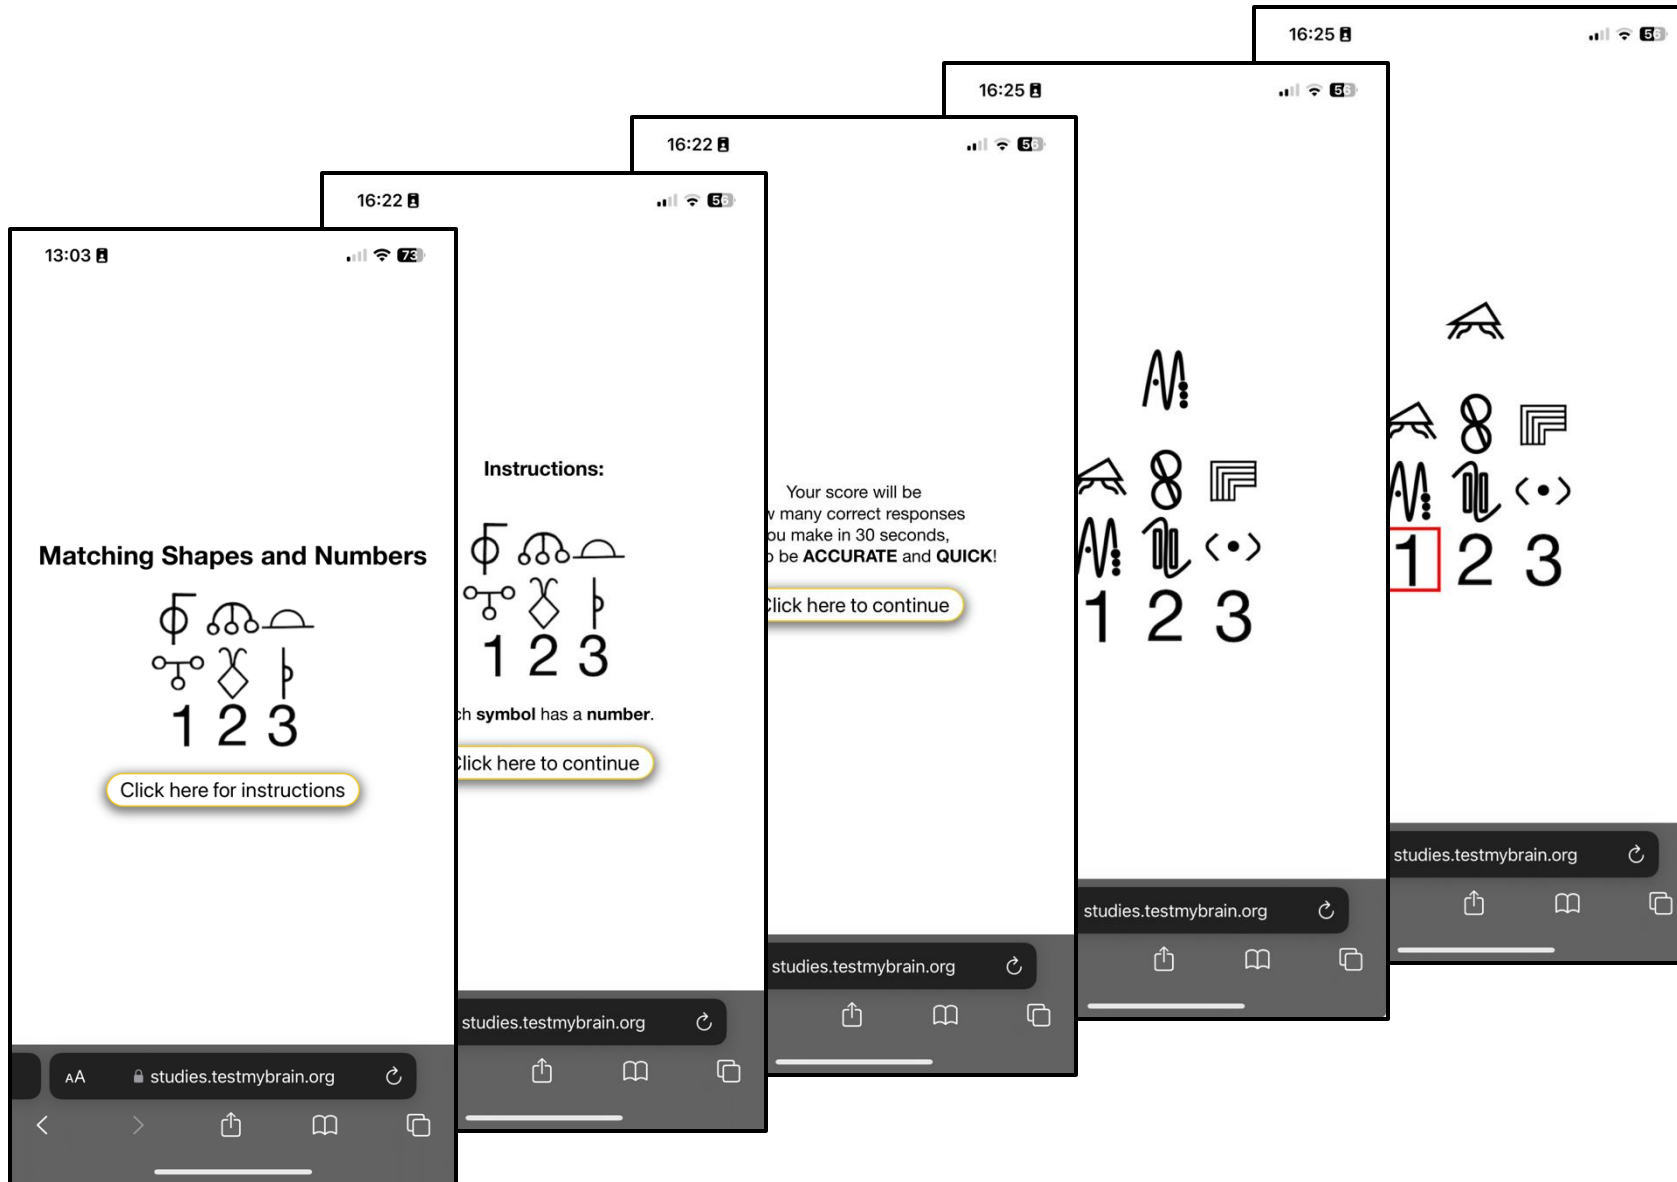 13:03
73
Matching Shapes and Numbers
1 2 3
Click here for instructions
AA
studies.testmybrain.org
16:22
56
Instructions:
1 2 3
symbol has a number.
Click here to continue
studies.testmybrain.org
16:22
56
Your score will be
many correct responses
make in 30 seconds,
be ACCURATE and QUICK!
Click here to continue
studies.testmybrain.org
16:25
56
1 2 3
studies.testmybrain.org
16:25
56
1 2 3
studies.testmybrain.org